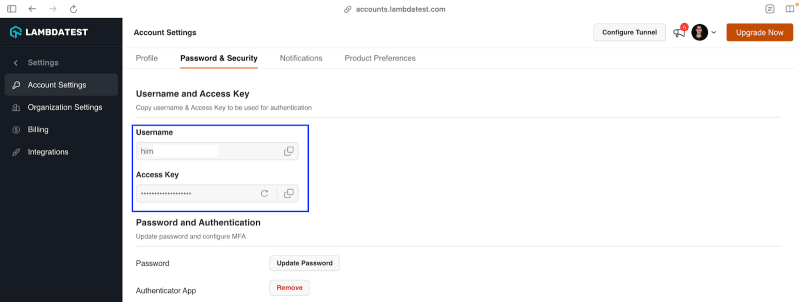 accounts.lambdatest.com
LAMBDATEST
Account Settings
Configure Tunnel
Upgrade Now
Settings
Profile
Password & Security
Notifications
Product Preferences
Account Settings
Organization Settings
Billing
Integrations
Username and Access Key
Copy username & Access Key to be used for authentication
Username
him
Access Key
*******************
Password and Authentication
Update password and configure MFA
Password
Update Password
Authenticator App
Remove